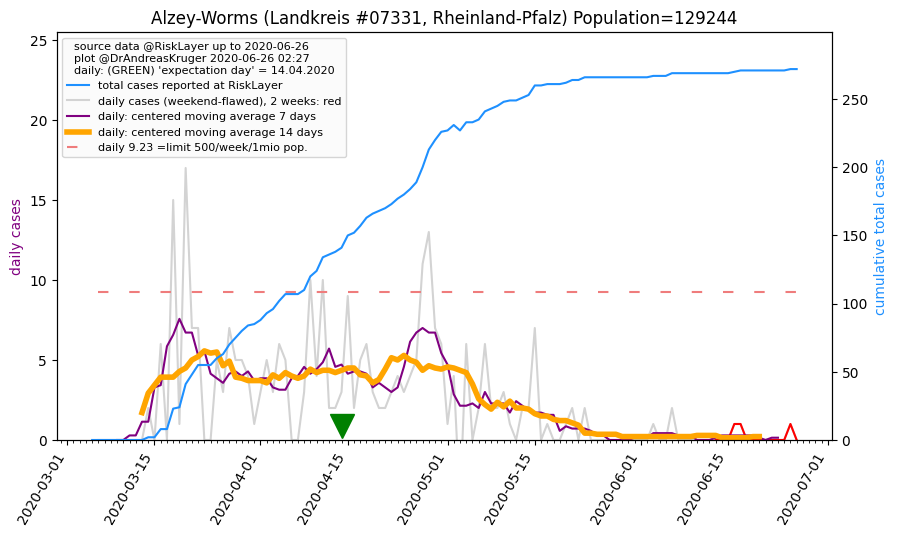 Alzey-Worms (Landkreis #07331, Rheinland-Pfalz) Population=129244
source data @RiskLayer up to 2020-06-26
plot @DrAndreasKruger 2020-06-26 02:27
daily: (GREEN) 'expectation day' = 14.04.2020
total cases reported at RiskLayer
daily cases (weekend-flawed), 2 weeks: red
daily: centered moving average 7 days
daily: centered moving average 14 days
daily 9.23 =limit 500/week/1mio pop.
daily cases
25
20
15
10
5
0
cumulative total cases
250
200
150
100
50
0
2020-03-01
2020-03-15
2020-04-01
2020-04-15
2020-05-01
2020-05-15
2020-06-01
2020-06-15
2020-07-01